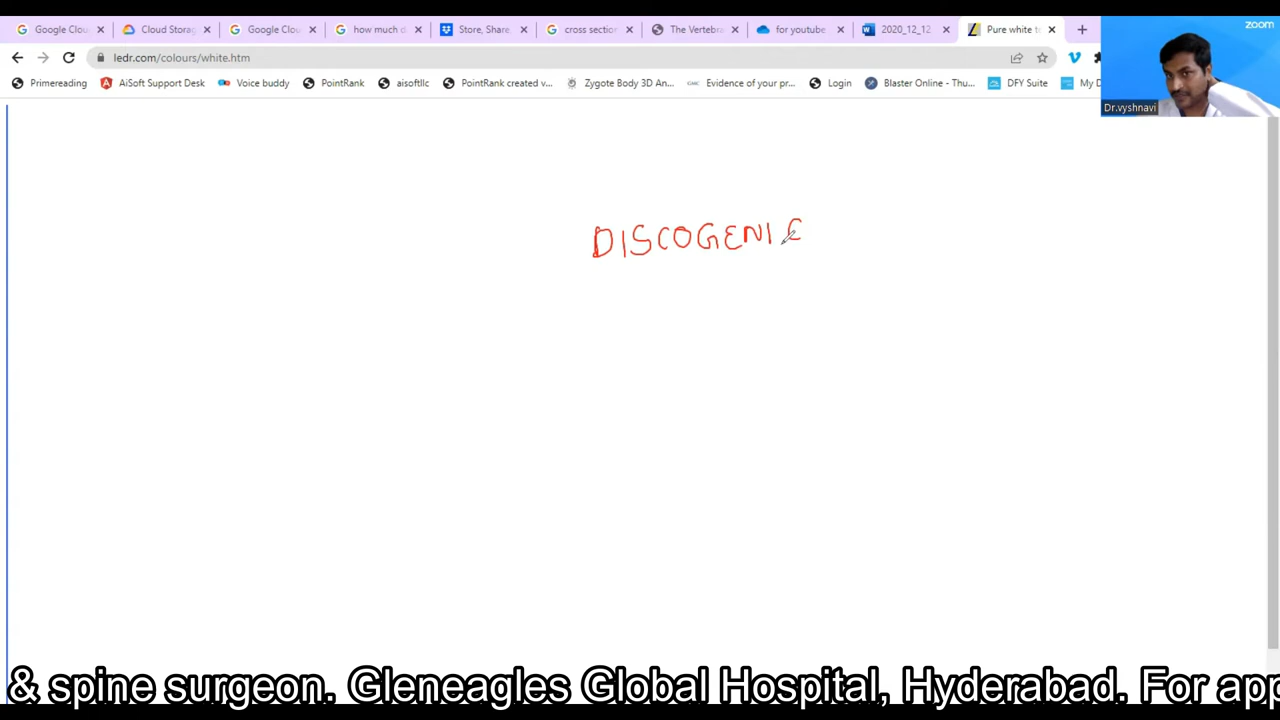 zoom
Google Clou
Cloud Storag
Google Clou
how much d
Store, Share,
cross section
The Vertebra
for youtube.
2020_12_12
Pure white t
ledr.com/colours/white.htm
Primereading
AiSoft Support Desk
Voice buddy
PointRank
aisoftllc
PointRank created v...
Zygote Body 3D An...
Evidence of your pr...
Login
Blaster Online - Thu...
DFY Suite
My D
Dr.vyshnavi
DISCOGENIC
& spine surgeon. Gleneagles Global Hospital, Hyderabad. For app